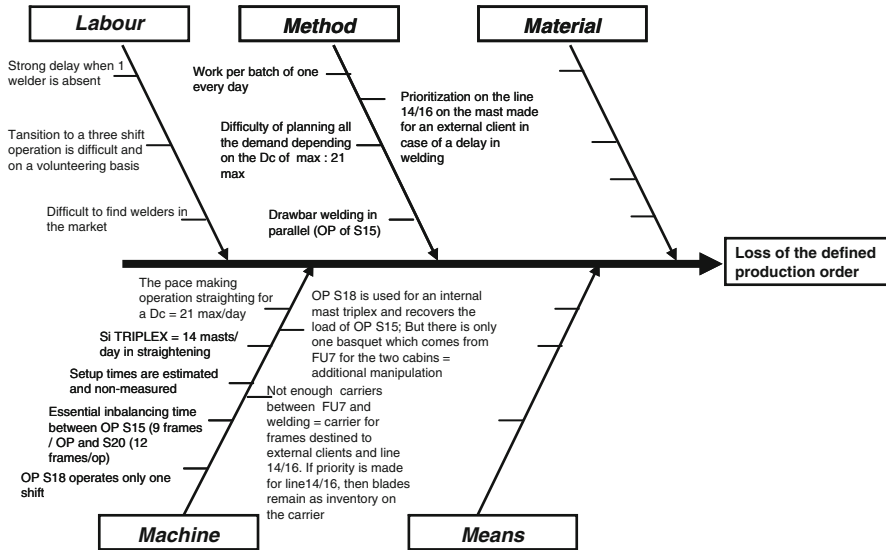 Labour
Method
Material
Strong delay when 1
welder is absent
Tansition to a three shift
operation is difficult and
on a volunteering basis
Difficult to find welders in
the market
Work per batch of one
every day
Difficulty of planning all
the demand depending
on the Dc of max : 21
max
Drawbar welding in
parallel (OP of S15)
Prioritization on the line
14/16 on the mast made
for an external client in
case of a delay in
welding
Loss of the defined
production order
The pace making
operation straighting for
a Dc = 21 max/day
Si TRIPLEX = 14 masts/
day in straightening
Setup times are estimated
and non-measured
Essential inbalancing time
between OP S15 (9 frames
/ OP and S20 (12
frames/op)
OP S18 operates only one
shift
OP S18 is used for an internal
mast triplex and recovers the
load of OP S15; But there is only
one basquet which comes from
FU7 for the two cabins =
additional manipulation
Not enough carriers
between FU7 and
welding = carrier for
frames destined to
external clients and line
14/16. If priority is made
for line14/16, then blades
remain as inventory on
the carrier
Machine
Means